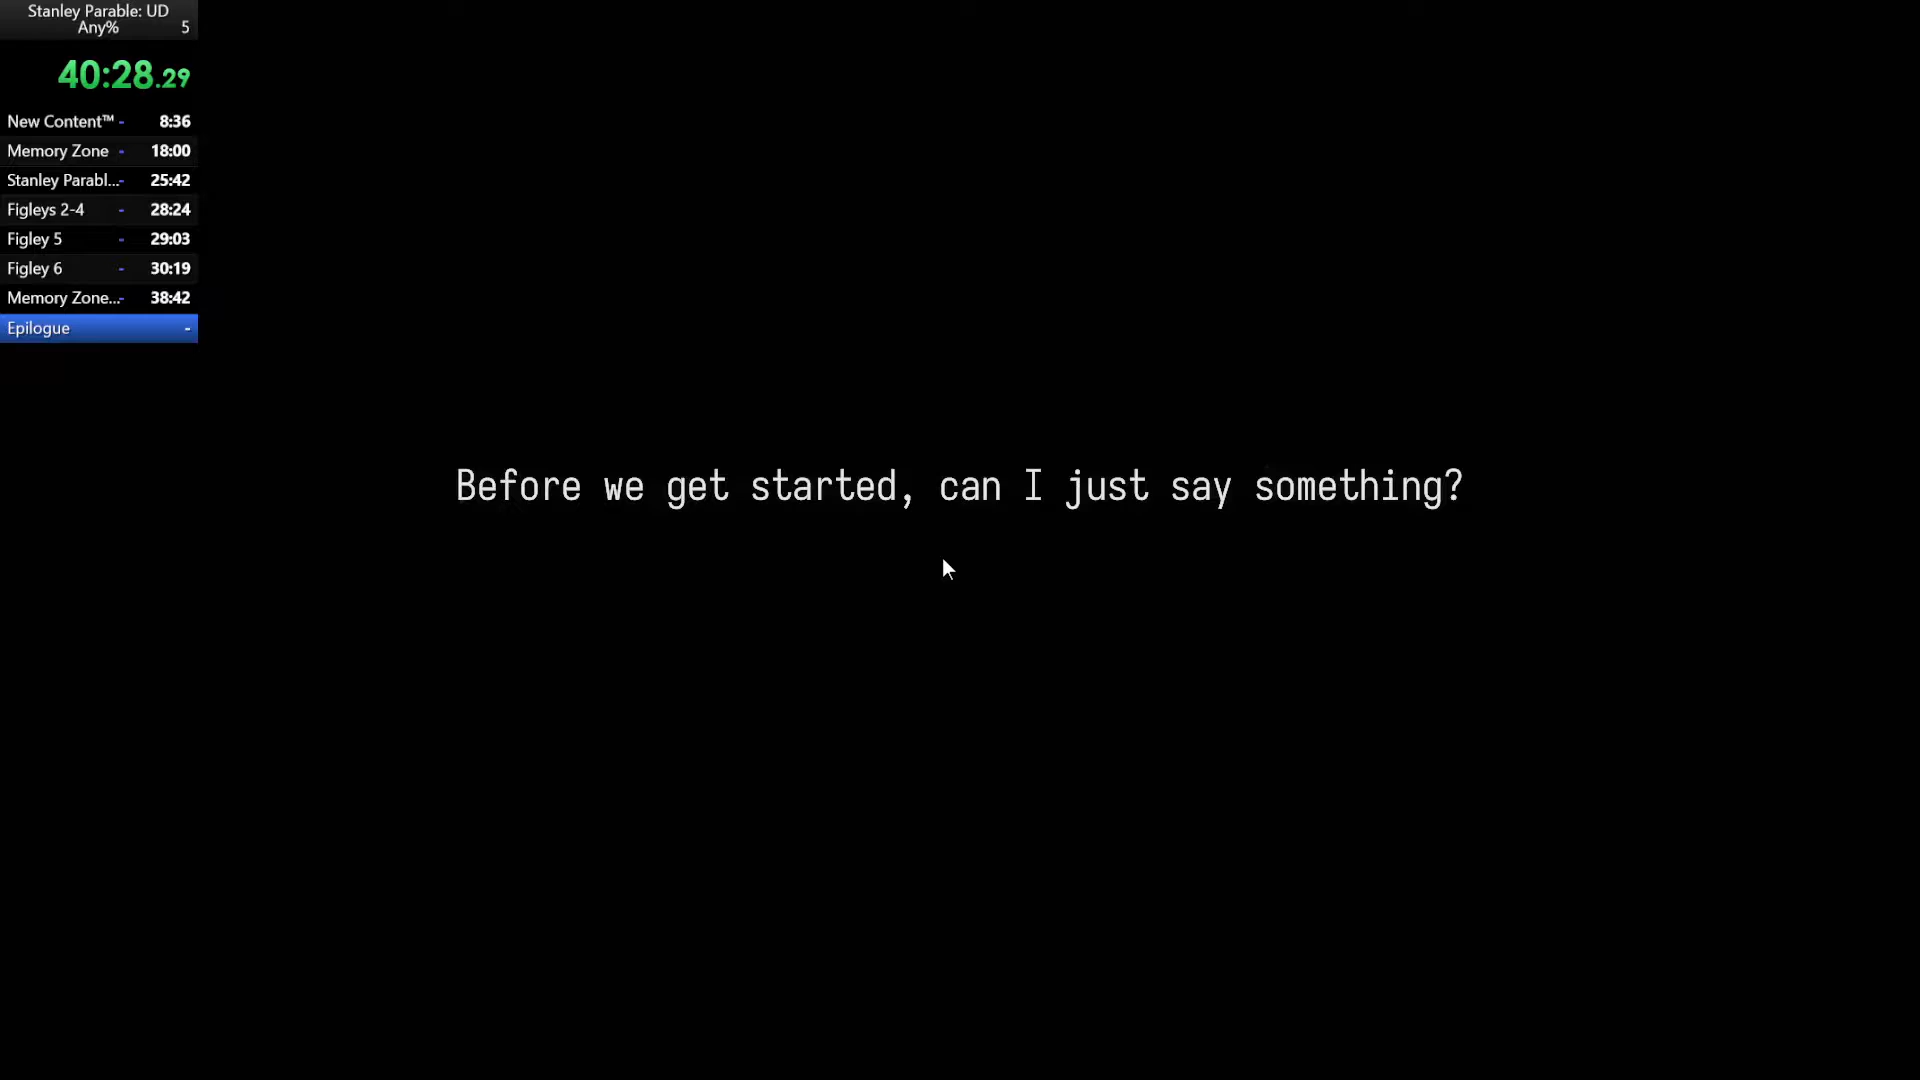 Stanley Parable: UD
Any% 5
40:28.29
New Content™ - 8:36
Memory Zone - 18:00
Stanley Parabl...- 25:42
Figleys 2-4 - 28:24
Figley 5 - 29:03
Figley 6 - 30:19
Memory Zone...- 38:42
Epilogue -
Before we get started, can I just say something?